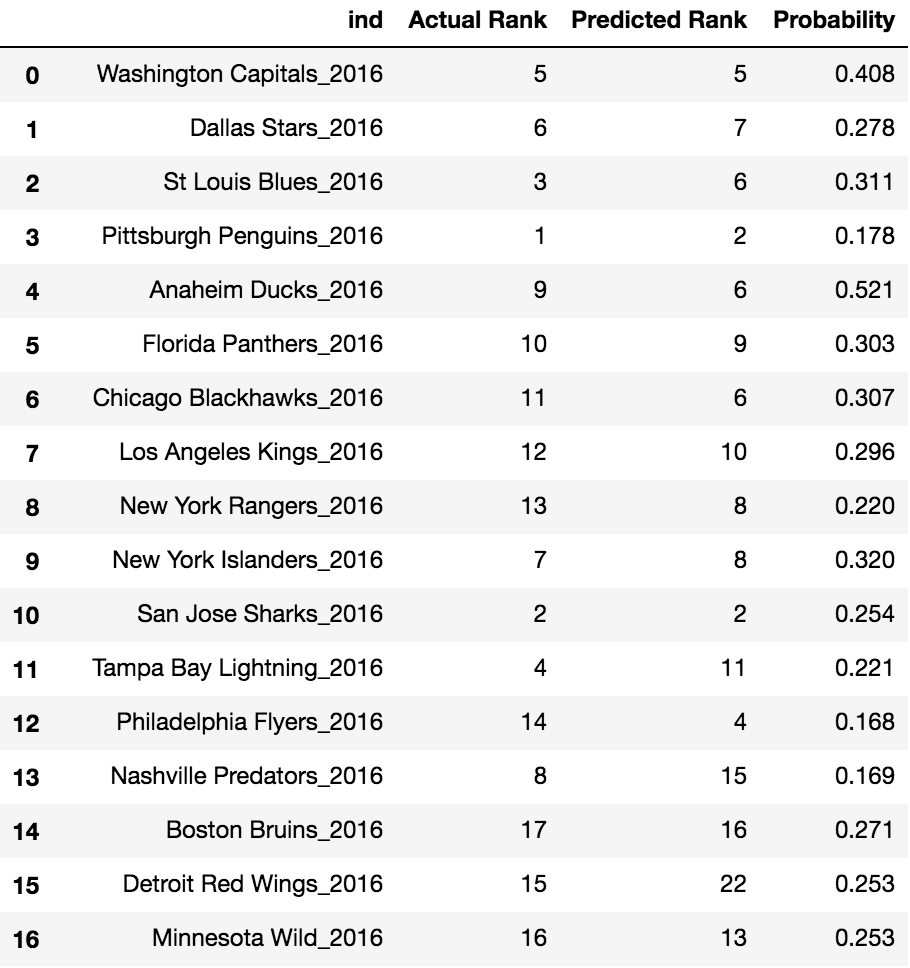 ind Actual Rank Predicted Rank Probability
0 Washington Capitals_2016 5 5 0.408
1 Dallas Stars_2016 6 7 0.278
2 St Louis Blues_2016 3 6 0.311
3 Pittsburgh Penguins_2016 1 2 0.178
4 Anaheim Ducks_2016 9 6 0.521
5 Florida Panthers_2016 10 9 0.303
6 Chicago Blackhawks_2016 11 6 0.307
7 Los Angeles Kings_2016 12 10 0.296
8 New York Rangers_2016 13 8 0.220
9 New York Islanders_2016 7 8 0.320
10 San Jose Sharks_2016 2 2 0.254
11 Tampa Bay Lightning_2016 4 11 0.221
12 Philadelphia Flyers_2016 14 4 0.168
13 Nashville Predators_2016 8 15 0.169
14 Boston Bruins_2016 17 16 0.271
15 Detroit Red Wings_2016 15 22 0.253
16 Minnesota Wild_2016 16 13 0.253